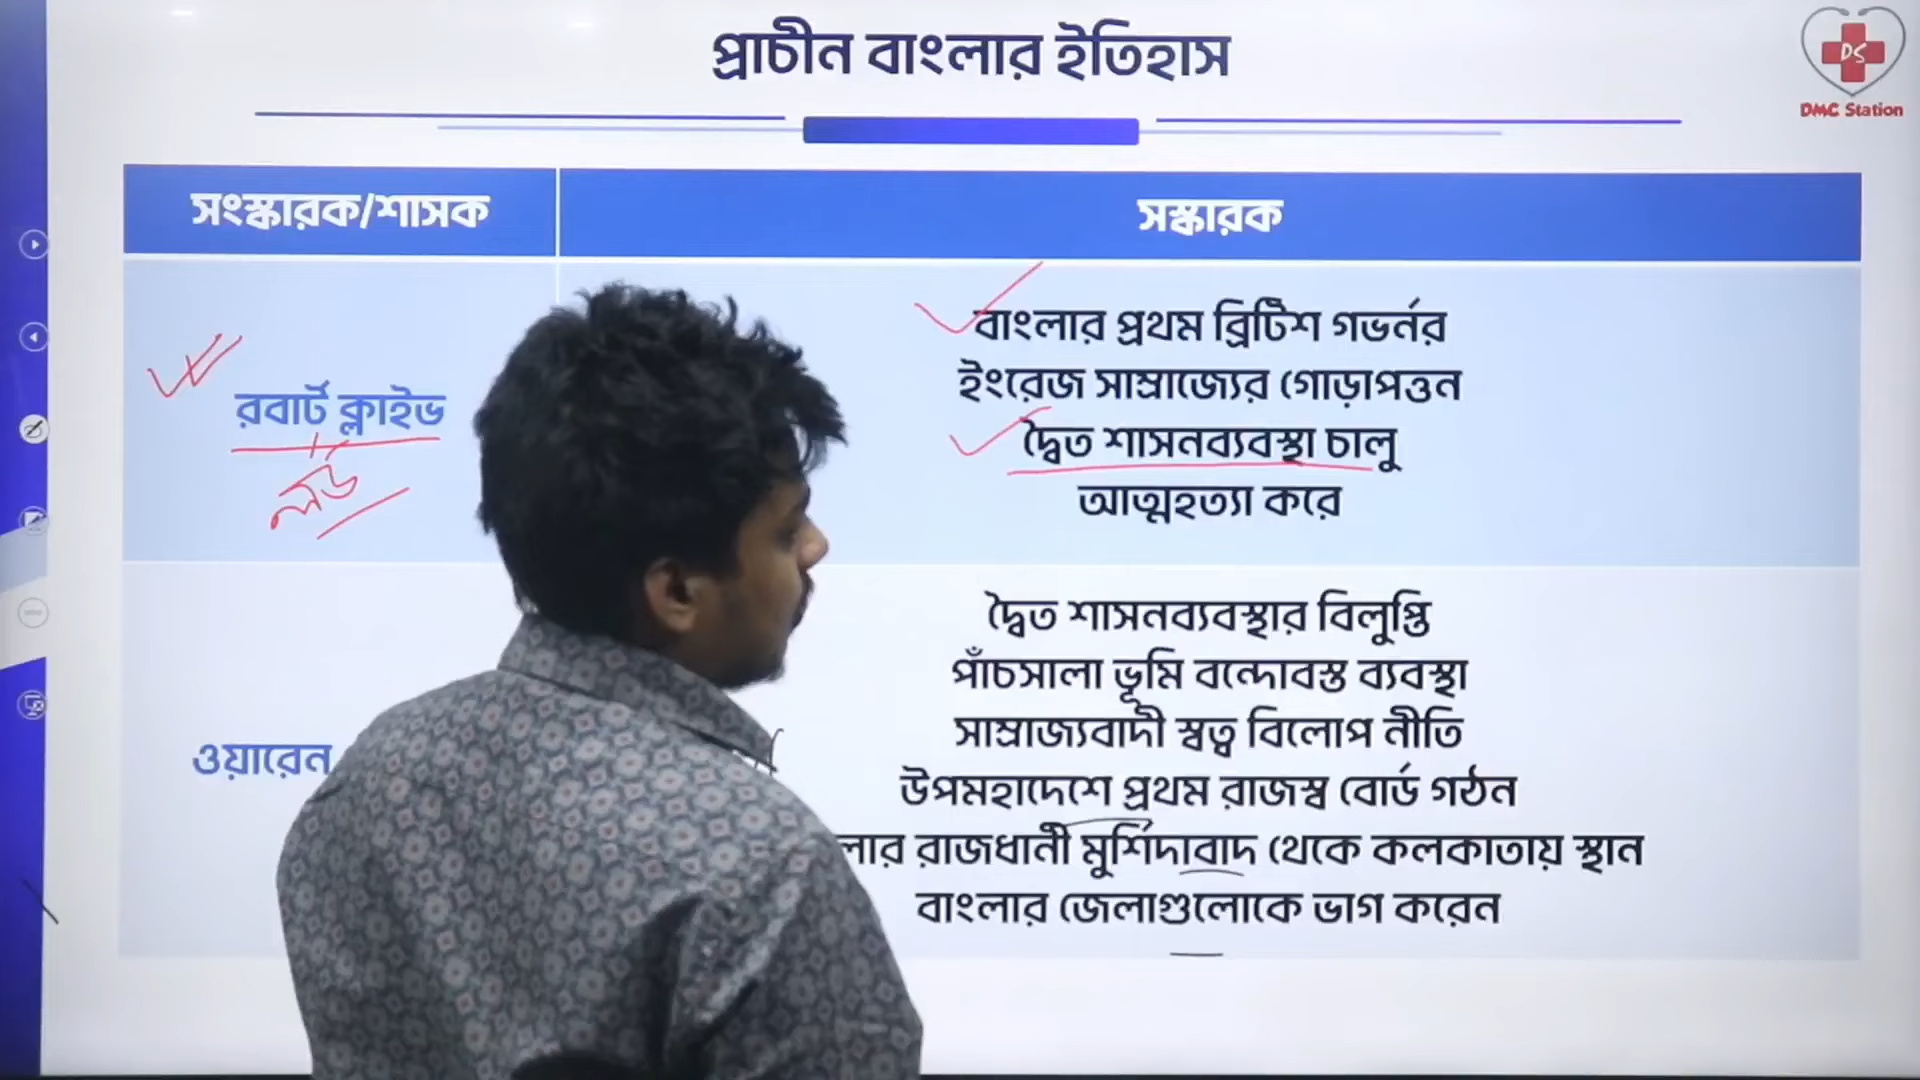 প্রাচীন বাংলার ইতিহাস
DS
DMC Station
সংস্কারক/শাসক
সস্কারক
রবার্ট ক্লাইভ
লর্ড
বাংলার প্রথম ব্রিটিশ গভর্নর
ইংরেজ সাম্রাজ্যের গোড়াপত্তন
দ্বৈত শাসনব্যবস্থা চালু
আত্মহত্যা করে
ওয়ারেন
দ্বৈত শাসনব্যবস্থার বিলুপ্তি
পাঁচসালা ভূমি বন্দোবস্ত ব্যবস্থা
সাম্রাজ্যবাদী স্বত্ব বিলোপ নীতি
উপমহাদেশে প্রথম রাজস্ব বোর্ড গঠন
লার রাজধানী মুর্শিদাবাদ থেকে কলকাতায় স্থান
বাংলার জেলাগুলোকে ভাগ করেন